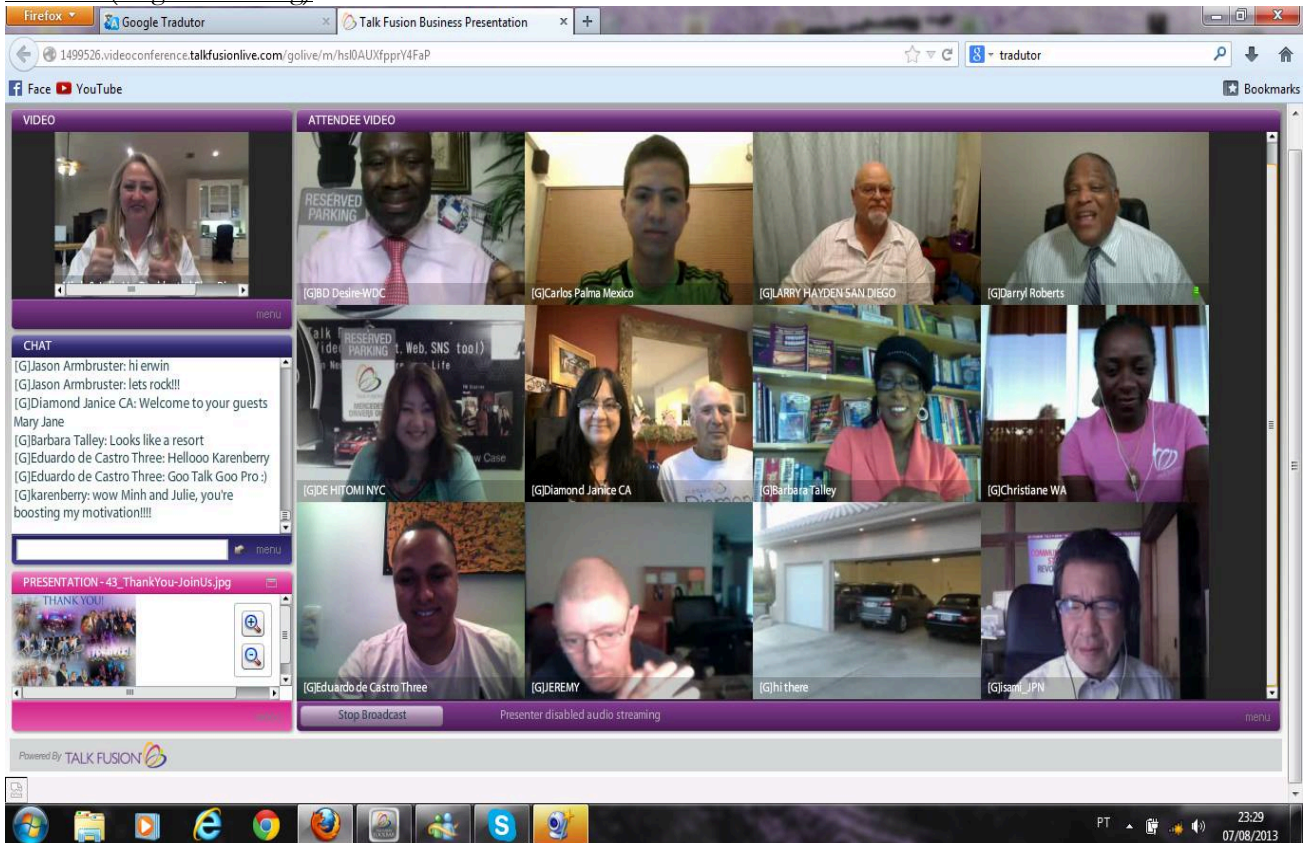 Firefox
Google Tradutor
Talk Fusion Business Presentation
1499526.videoconference.talkfusionlive.com/golive/m/hsl0AUXfpprY4FaP
tradutor
Face
YouTube
Bookmarks
VIDEO
menu
CHAT
[G]Jason Armbruster: hi erwin
[G]Jason Armbruster: lets rock!!!
[G]Diamond Janice CA: Welcome to your guests
Mary Jane
[G]Barbara Talley: Looks like a resort
[G]Eduardo de Castro Three: Hellooo Karenberry
[G]Eduardo de Castro Three: Goo Talk Goo Pro :)
[G]karenberry: wow Minh and Julie, you're
boosting my motivation!!!!
menu
PRESENTATION - 43_ThankYou-JoinUs.jpg
THANK YOU!
ATTENDEE VIDEO
RESERVED
PARKING
[G]BD Desire-WDC
[G]Carlos Palma Mexico
[G]LARRY HAYDEN SAN DIEGO
[G]Darryl Roberts
RESERVED
PARKING
t, Web, SNS tool)
Life
[G]DE HITOMI NYC
[G]Diamond Janice CA
[G]Barbara Talley
[G]Christiane WA
[G]Eduardo de Castro Three
[G]JEREMY
[G]hi there
[G]isami_JPN
Stop Broadcast
Presenter disabled audio streaming
menu
Powered By TALK FUSION
PT
23:29
07/08/2013